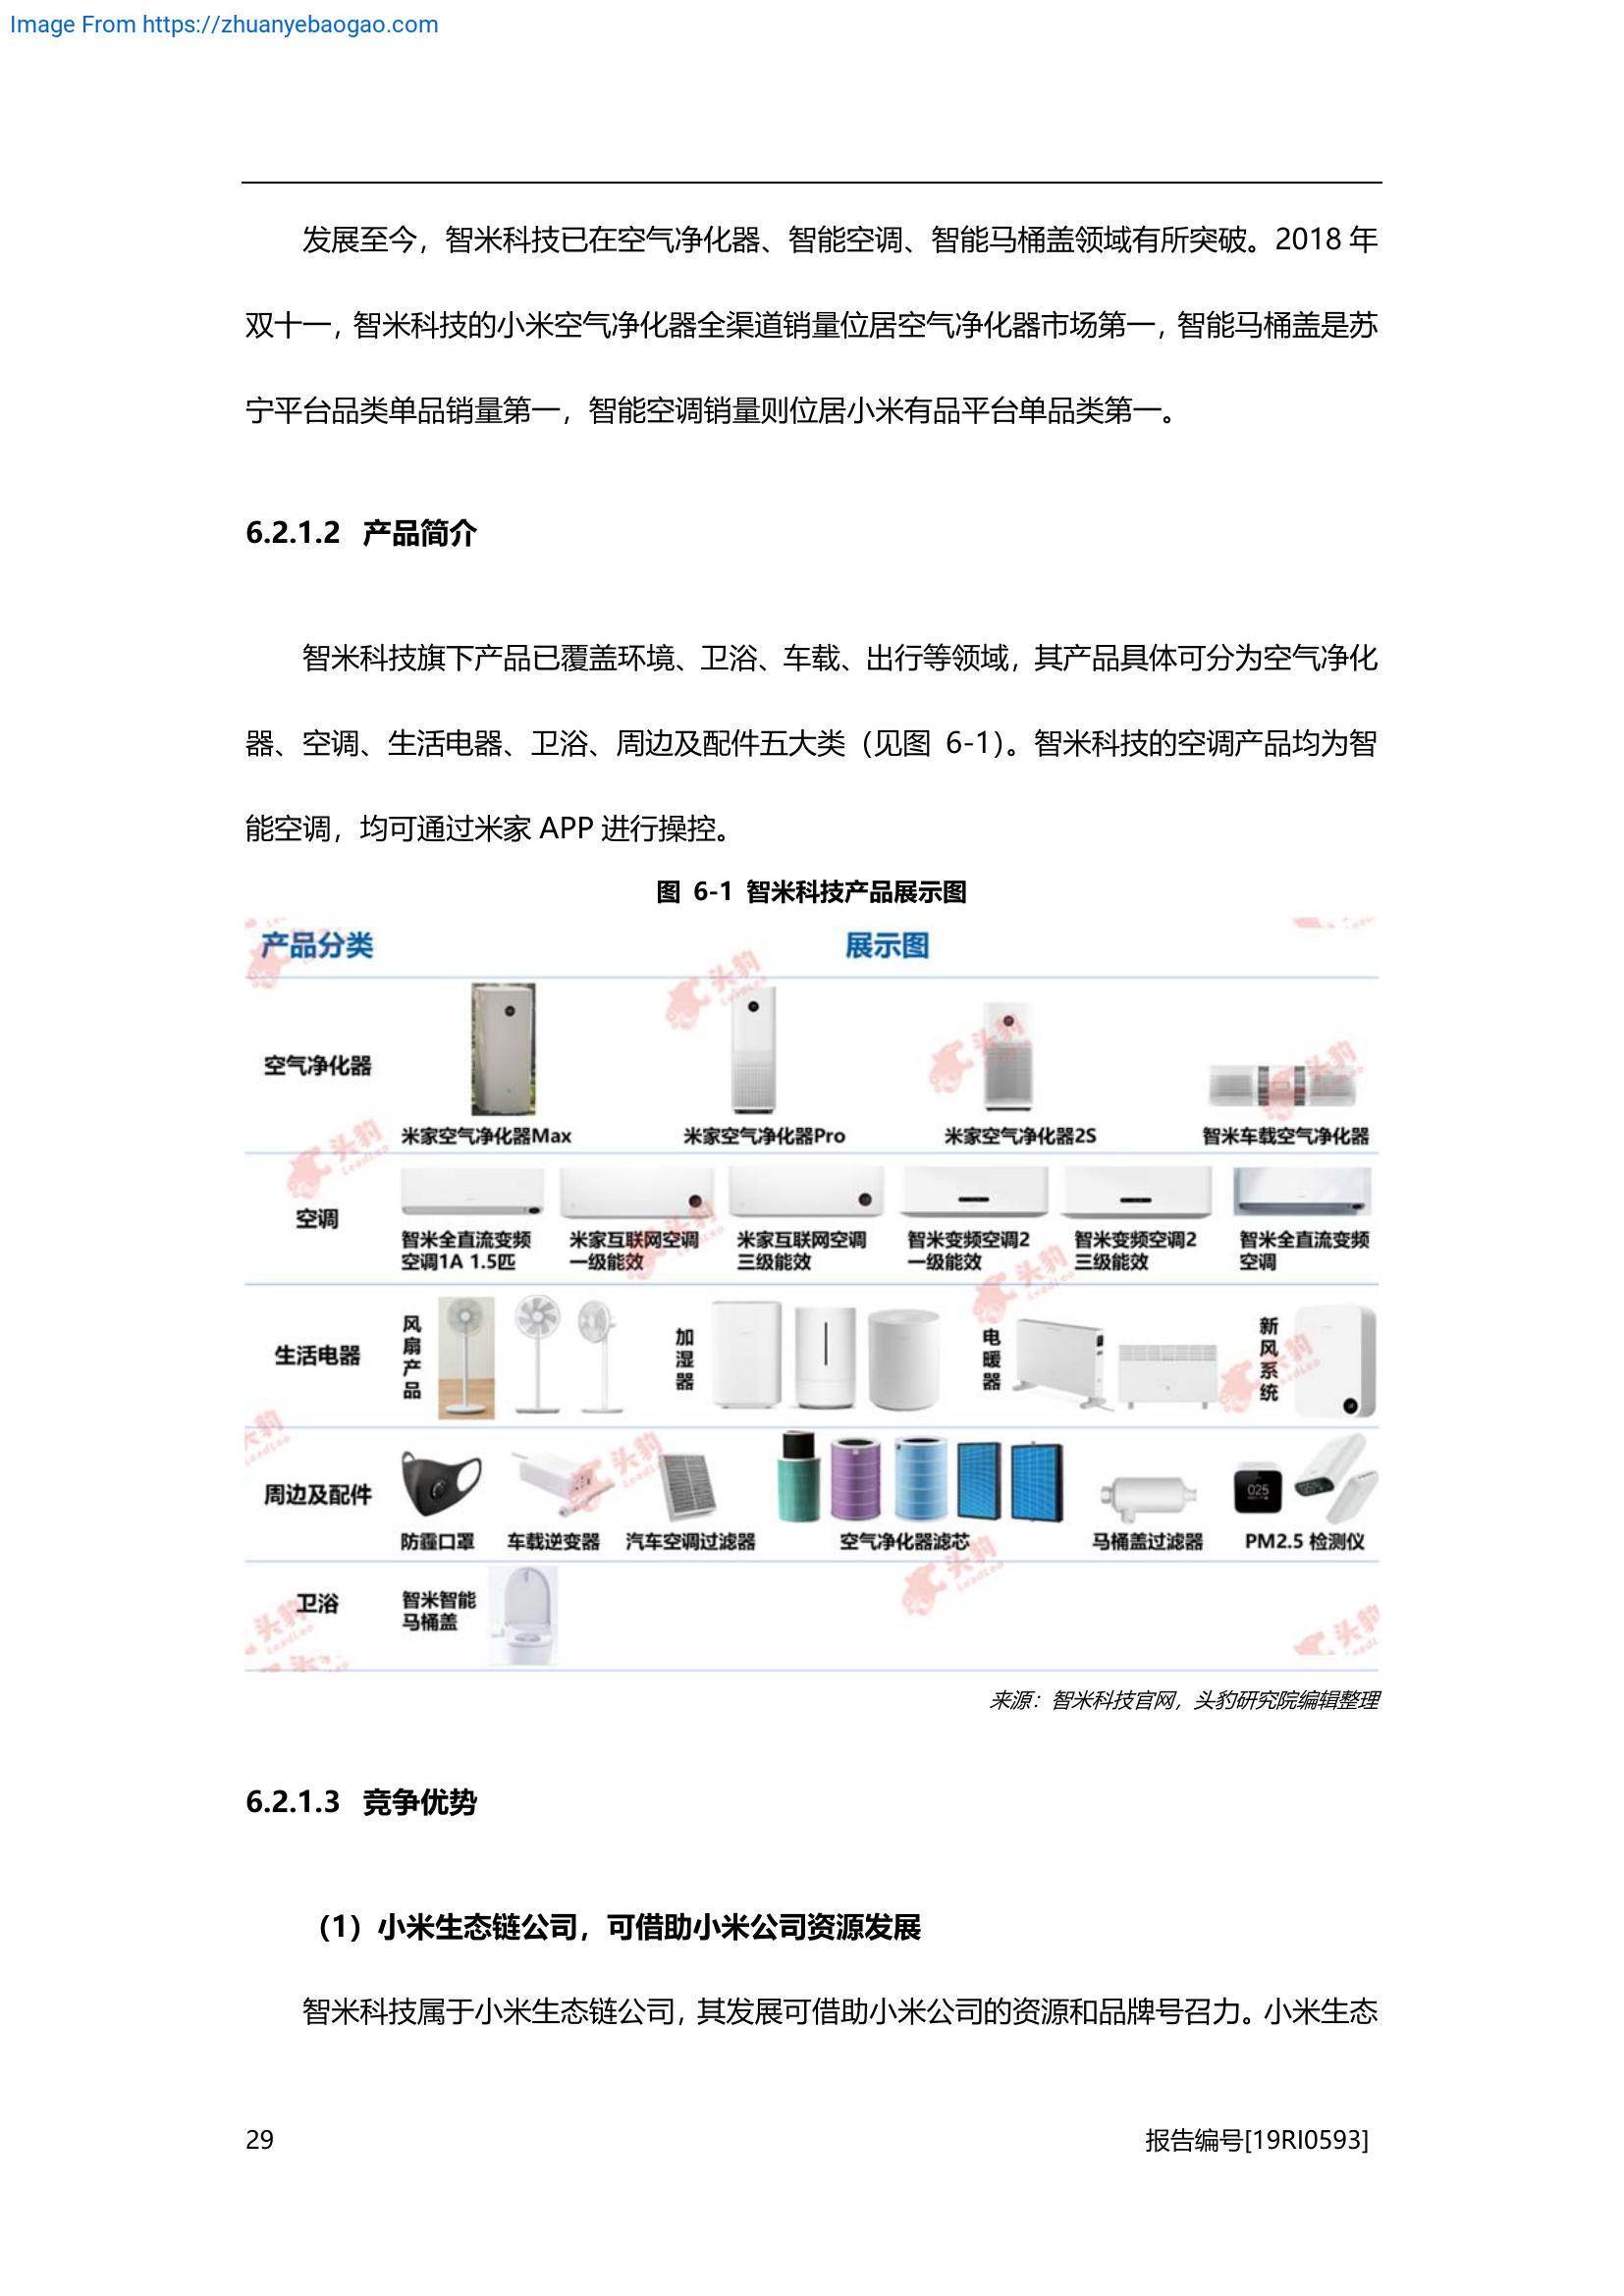 Image From https://zhuanyebaogao.com
发展至今，智米科技已在空气净化器、智能空调、智能马桶盖领域有所突破。2018 年
双十一，智米科技的小米空气净化器全渠道销量位居空气净化器市场第一，智能马桶盖是苏
宁平台品类单品销量第一，智能空调销量则位居小米有品平台单品类第一。
6.2.1.2 产品简介
智米科技旗下产品已覆盖环境、卫浴、车载、出行等领域，其产品具体可分为空气净化
器、空调、生活电器、卫浴、周边及配件五大类（见图 6-1）。智米科技的空调产品均为智
能空调，均可通过米家 APP 进行操控。
图 6-1 智米科技产品展示图
产品分类 展示图
空气净化器
米家空气净化器Max 米家空气净化器Pro 米家空气净化器2S 智米车载空气净化器
空调
智米全直流变频 米家互联网空调 米家互联网空调 智米变频空调2 智米变频空调2 智米全直流变频
空调1A 1.5匹 一级能效 三级能效 一级能效 三级能效 空调
生活电器 风扇产品 加湿器 电暖器 新风系统
周边及配件
025
防霾口罩 车载逆变器 汽车空调过滤器 空气净化器滤芯 马桶盖过滤器 PM2.5 检测仪
卫浴
智米智能
马桶盖
头豹
LeadLeo
来源：智米科技官网，头豹研究院编辑整理
6.2.1.3 竞争优势
（1）小米生态链公司，可借助小米公司资源发展
智米科技属于小米生态链公司，其发展可借助小米公司的资源和品牌号召力。小米生态
29 报告编号[19RI0593]